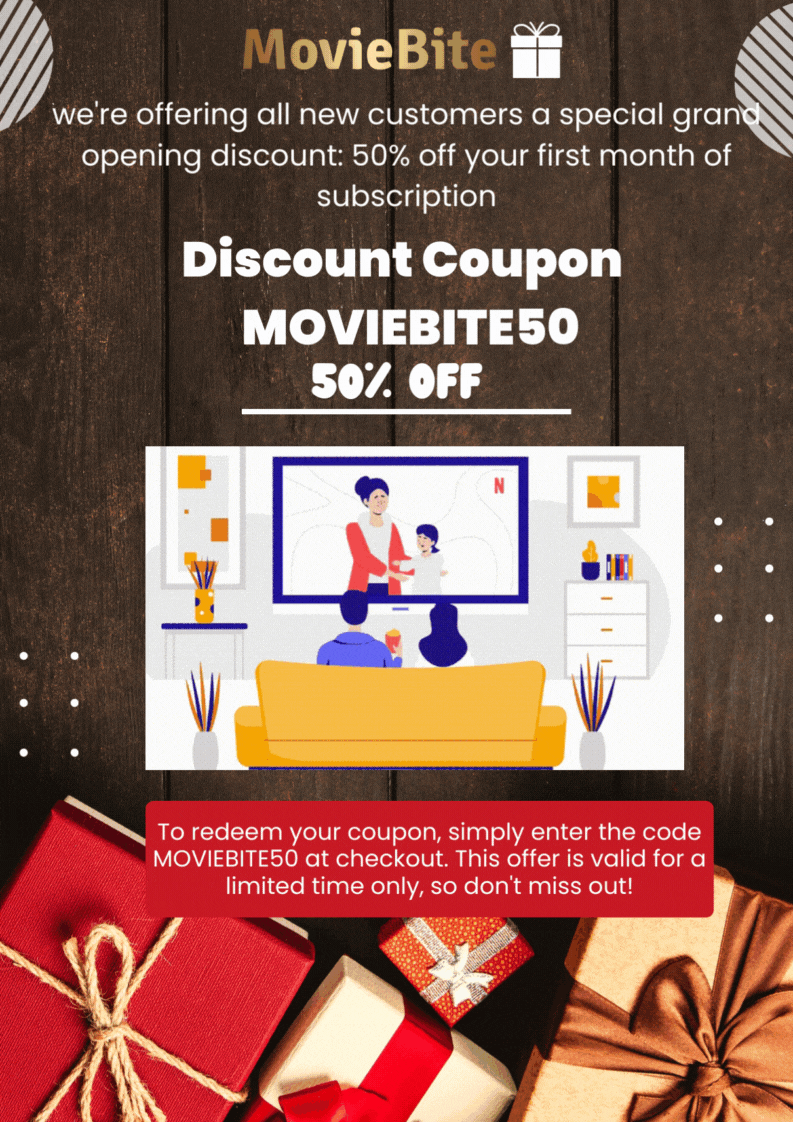 MovieBite
we're offering all new customers a special grand
opening discount: 50% off your first month of
subscription
Discount Coupon
MOVIEBITE50
50% OFF
N
To redeem your coupon, simply enter the code
MOVIEBITE50 at checkout. This offer is valid for a
limited time only, so don't miss out!